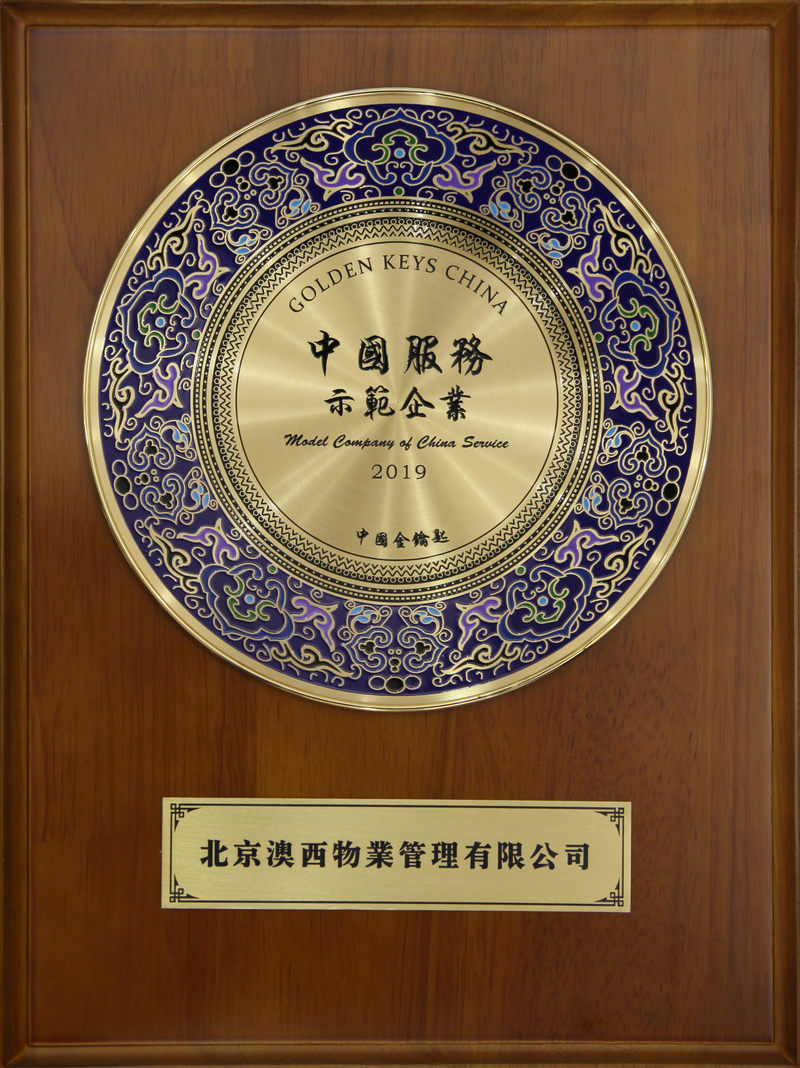 GOLDEN KEYS CHINA
中國服務
示範企業
Model Company of China Service
2019
中国金鑰匙
北京澳西物業管理有限公司